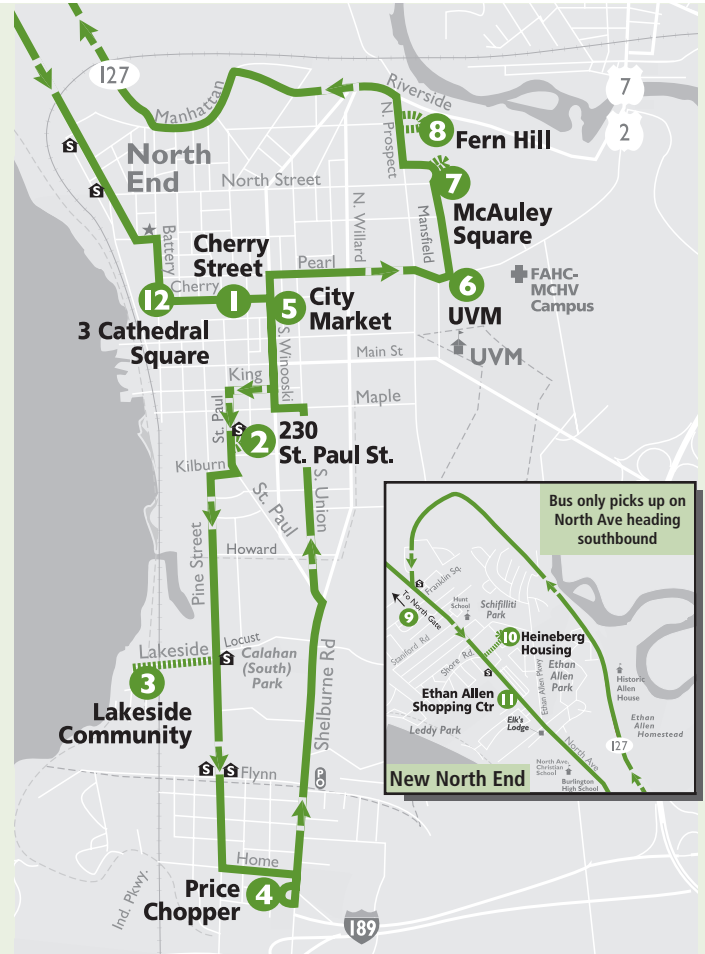 127
Manhattan
Riverside
7
2
N. Prospect
8 Fern Hill
North
End
North Street
7
McAuley
Square
N. Willard
Mansfield
Battery
Cherry
Street
Pearl
Cherry
12
1
5 City
Market
6
UVM
FAHC-
MCHV
Campus
3 Cathedral
Square
S. Winooski
Main St
UVM
King
Maple
St. Paul
S
2 230
St. Paul St.
Kilburn
St. Paul
S. Union
Howard
Pine Street
Lakeside
Locust
Calahan
(South)
Park
3
Lakeside
Community
Shelburne Rd
S
S
S
S
S
Flynn
PO
Home
Price
Chopper
4
Ind. Pkwy.
189
Bus only picks up on
North Ave heading
southbound
S
Franklin Sq.
To North Gate
9
Hunt
School
Schifilliti
Park
Staniford Rd
10 Heineberg
Housing
Shore Rd
S
Ethan Allen Pkwy
Ethan
Allen
Park
Historic
Allen
House
Ethan Allen
Shopping Ctr
11
Leddy Park
Elk's
Lodge
Ethan
Allen
Homestead
127
North Ave
North Ave.
Christian
School
Burlington
High School
New North End